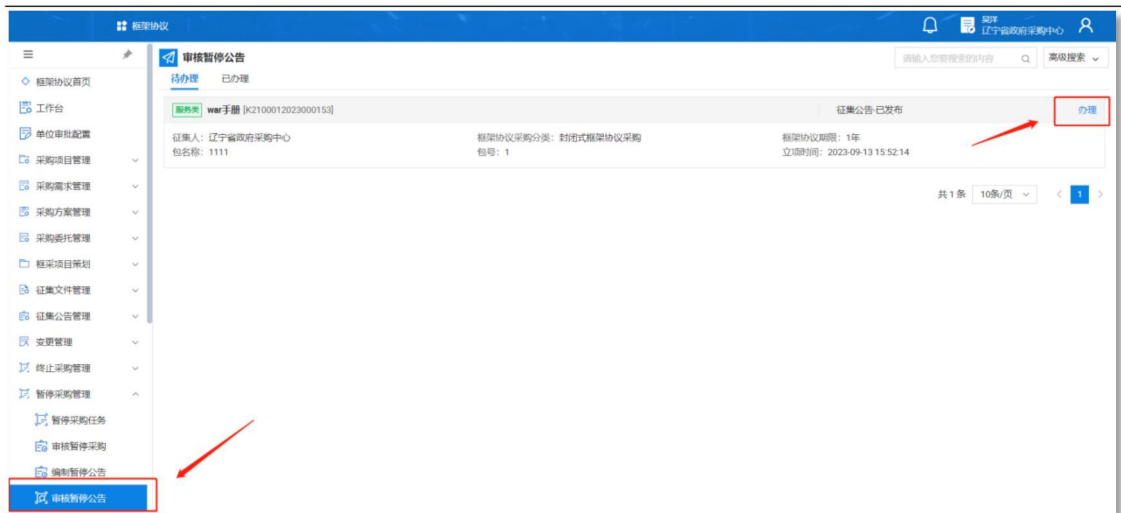 框架协议
吴洋
辽宁省政府采购中心
框架协议首页
工作台
单位审批配置
采购项目管理
采购需求管理
采购方案管理
采购委托管理
框采项目策划
征集文件管理
征集公告管理
变更管理
终止采购管理
暂停采购管理
暂停采购任务
审核暂停采购
编制暂停公告
审核暂停公告
审核暂停公告
请输入您要搜索的内容
高级搜索
待办理 已办理
服务类 war手册 [K2100012023000153] 征集公告-已发布 办理
征集人：辽宁省政府采购中心 框架协议采购分类：封闭式框架协议采购 框架协议期限：1年
包名称：1111 包号：1 立项时间：2023-09-13 15:52:14
共 1 条 10条/页 < 1 >